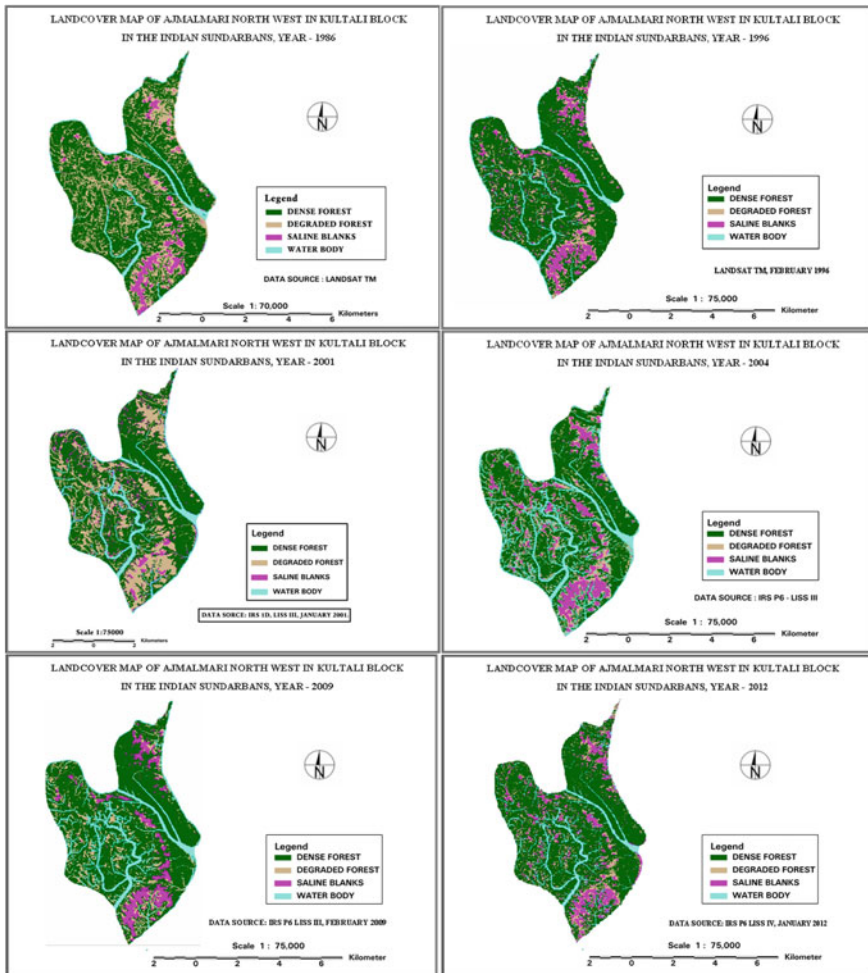 LANDCOVER MAP OF AJMALMARI NORTH WEST IN KULTALI BLOCK
IN THE INDIAN SUNDARBANS, YEAR - 1986
N
Legend
DENSE FOREST
DEGRADED FOREST
SALINE BLANKS
WATER BODY
DATA SOURCE : LANDSAT TM
Scale 1: 70,000
2 0 2 4 6 Kilometers
LANDCOVER MAP OF AJMALMARI NORTH WEST IN KULTALI BLOCK
IN THE INDIAN SUNDARBANS, YEAR - 1996
N
Legend
DENSE FOREST
DEGRADED FOREST
SALINE BLANKS
WATER BODY
LANDSAT TM, FEBRUARY 1996
Scale 1 : 75,000
2 0 2 4 6 Kilometers
LANDCOVER MAP OF AJMALMARI NORTH WEST IN KULTALI BLOCK
IN THE INDIAN SUNDARBANS, YEAR - 2001
N
Legend
DENSE FOREST
DEGRADED FOREST
SALINE BLANKS
WATER BODY
DATA SORCE: IRS 1D, LISS III, JANUARY 2001.
Scale 1:75000
2 0 2 Kilometers
LANDCOVER MAP OF AJMALMARI NORTH WEST IN KULTALI BLOCK
IN THE INDIAN SUNDARBANS, YEAR - 2004
N
Legend
DENSE FOREST
DEGRADED FOREST
SALINE BLANKS
WATER BODY
DATA SOURCE : IRS P6 - LISS III
Scale 1 : 75,000
2 0 2 4 6 Kilometer
LANDCOVER MAP OF AJMALMARI NORTH WEST IN KULTALI BLOCK
IN THE INDIAN SUNDARBANS, YEAR - 2009
N
Legend
DENSE FOREST
DEGRADED FOREST
SALINE BLANKS
WATER BODY
DATA SOURCE: IRS P6 LISS III, FEBRUARY 2009
Scale 1 : 75,000
2 0 2 4 6 Kilometer
LANDCOVER MAP OF AJMALMARI NORTH WEST IN KULTALI BLOCK
IN THE INDIAN SUNDARBANS, YEAR - 2012
N
Legend
DENSE FOREST
DEGRADED FOREST
SALINE BLANKS
WATER BODY
DATA SOURCE: IRS P6 LISS IV, JANUARY 2012
Scale 1 : 75,000
2 0 2 4 6 Kilometer